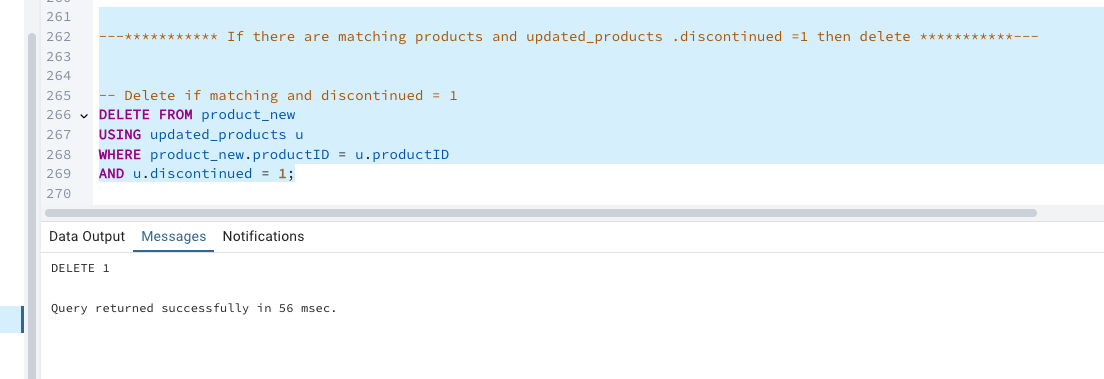 261
262 ---*********** If there are matching products and updated_products .discontinued =1 then delete ***********---
263
264
265 -- Delete if matching and discontinued = 1
266 DELETE FROM product_new
267 USING updated_products u
268 WHERE product_new.productID = u.productID
269 AND u.discontinued = 1;
270
Data Output Messages Notifications
DELETE 1
Query returned successfully in 56 msec.